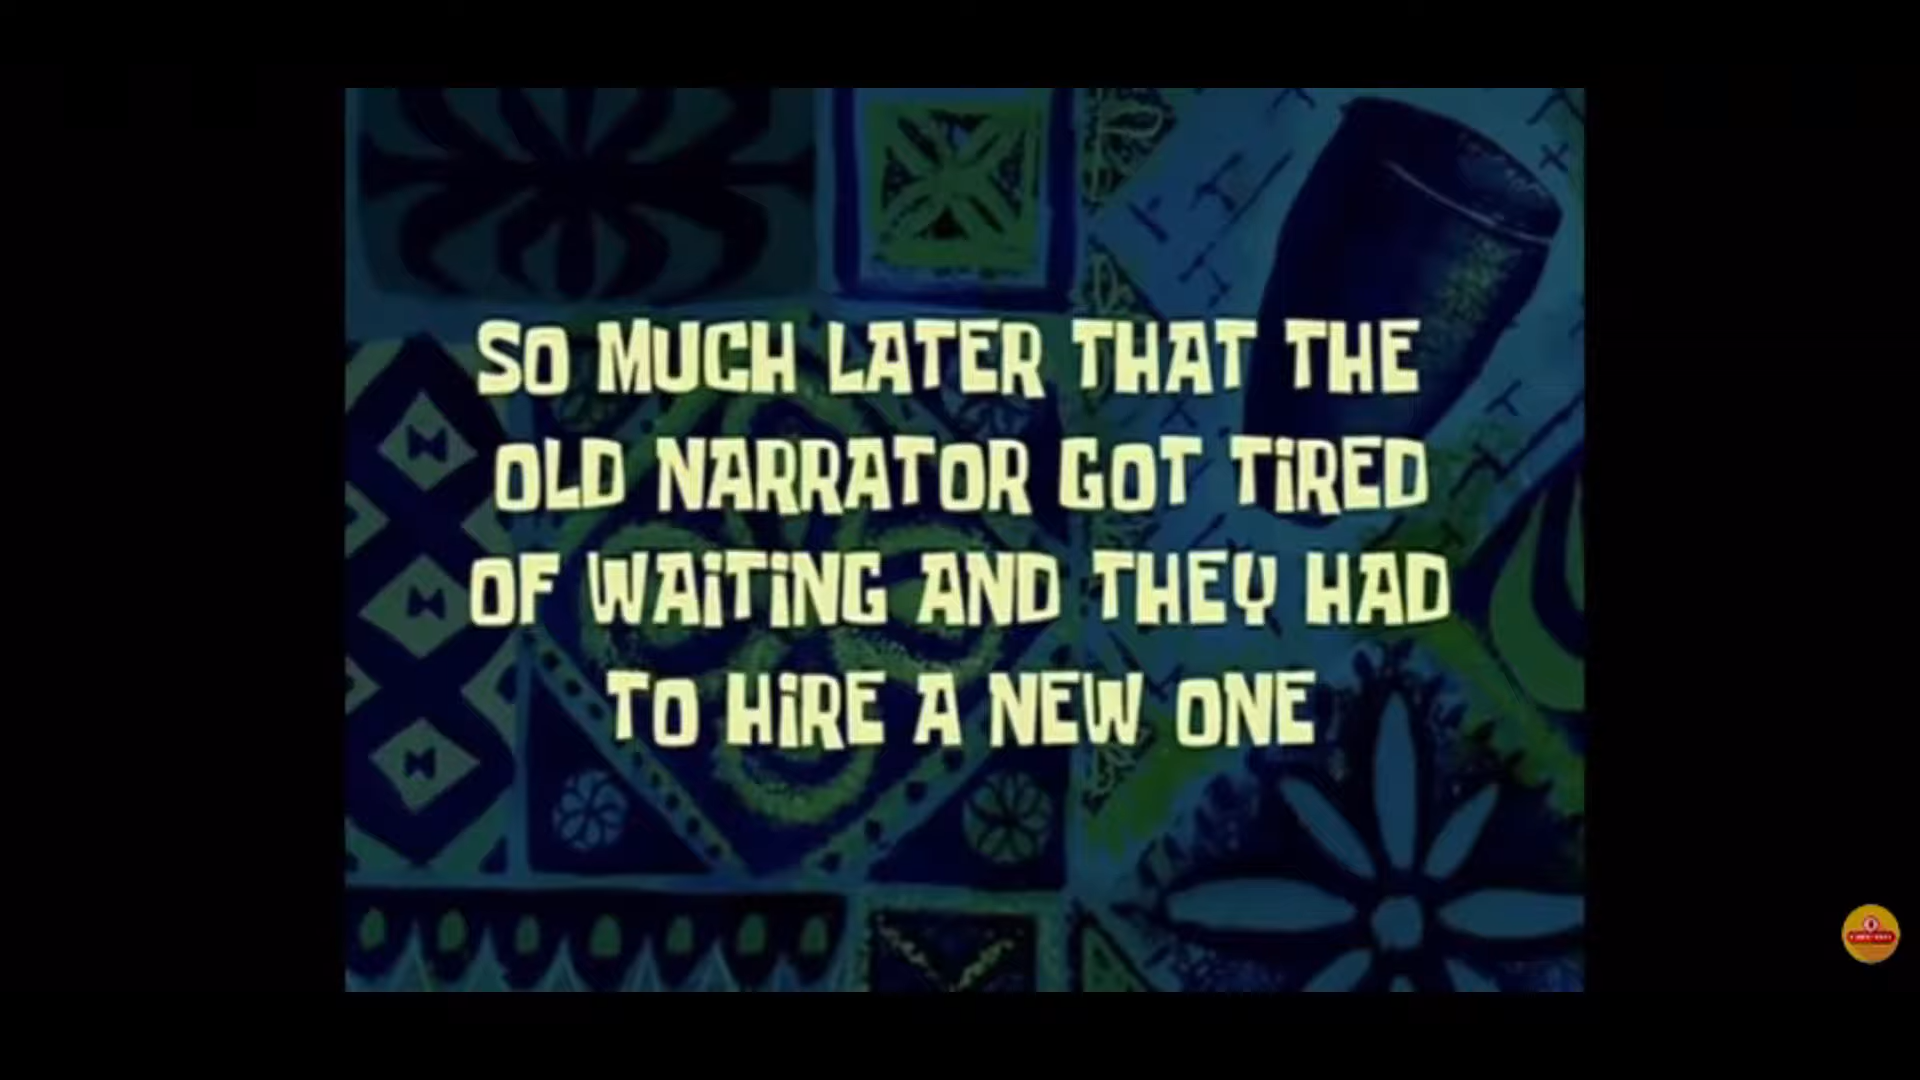 SO MUCH LATER THAT THE
OLD NARRATOR GOT TiRED
OF WAiTiNG AND THEY HAD
TO HiRE A NEW ONE